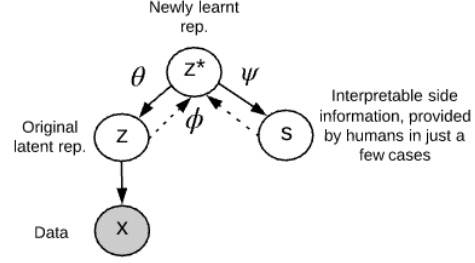 Newly learnt
rep.
θ z* ψ
Original
latent rep.
z
ϕ
s
Interpretable side
information, provided
by humans in just a
few cases
Data
x